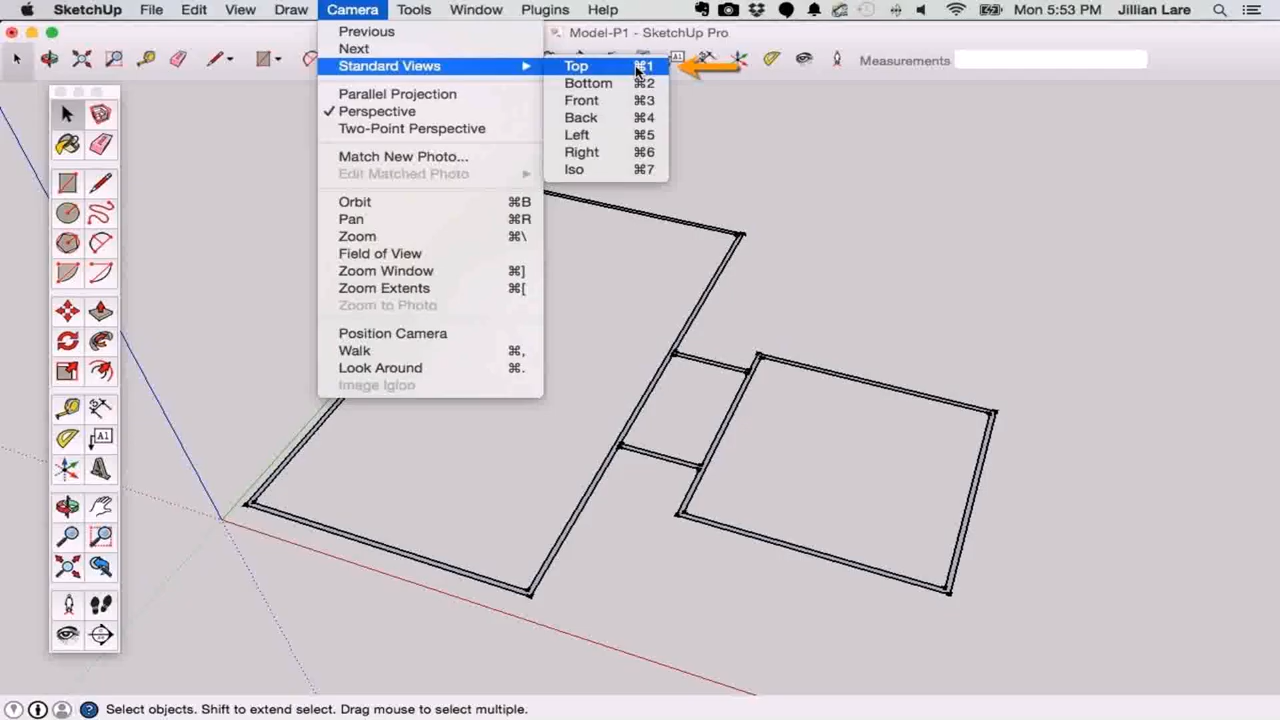 SketchUp File Edit View Draw Camera Tools Window Plugins Help Mon 5:53 PM Jillian Lare
Model-P1 - SketchUp Pro
Measurements
Previous
Next
Standard Views
Parallel Projection
✓ Perspective
Two-Point Perspective
Match New Photo...
Edit Matched Photo
Orbit ⌘B
Pan ⌘R
Zoom ⌘\
Field of View
Zoom Window ⌘]
Zoom Extents ⌘[
Zoom to Photo
Position Camera
Walk ⌘,
Look Around ⌘.
Image Igloo
Top ⌘1
Bottom ⌘2
Front ⌘3
Back ⌘4
Left ⌘5
Right ⌘6
Iso ⌘7
A1
A1
Select objects. Shift to extend select. Drag mouse to select multiple.